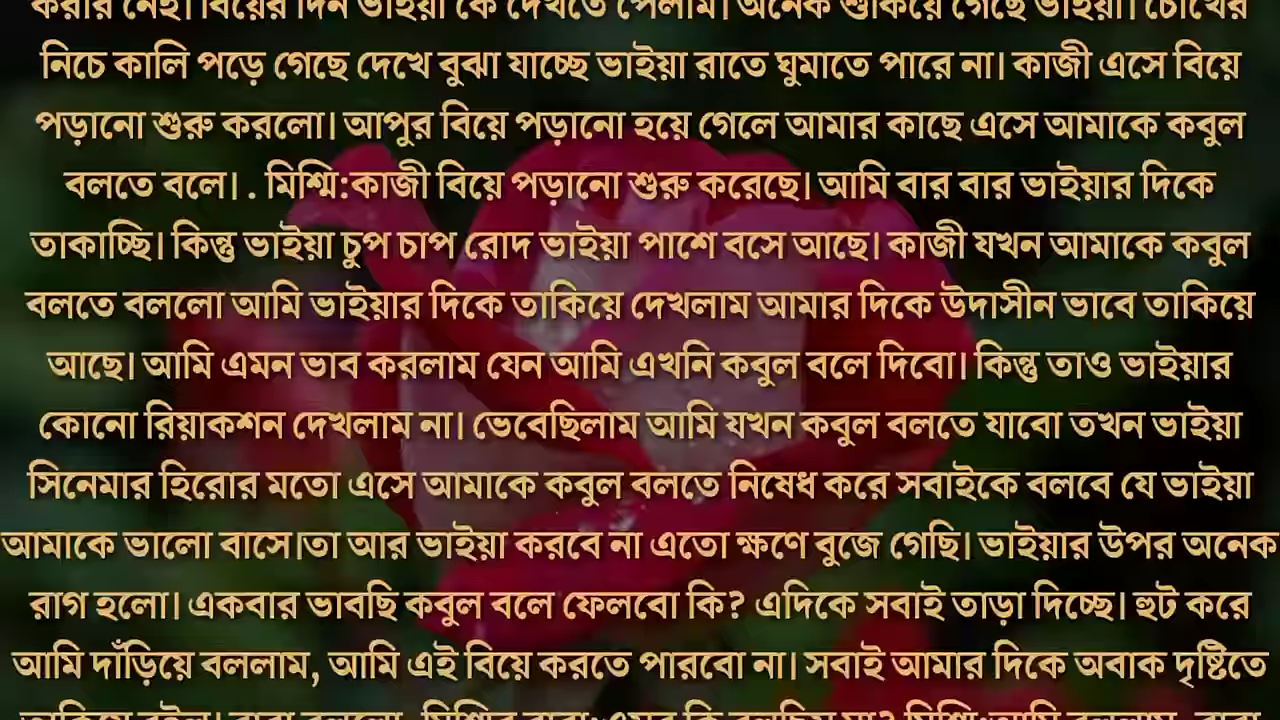 করার নেই। বিয়ের দিন ভাইয়া কে দেখতে পেলাম। অনেক শুকিয়ে গেছে ভাইয়া। চোখের
নিচে কালি পড়ে গেছে দেখে বুঝা যাচ্ছে ভাইয়া রাতে ঘুমাতে পারে না। কাজী এসে বিয়ে
পড়ানো শুরু করলো। আপুর বিয়ে পড়ানো হয়ে গেলে আমার কাছে এসে আমাকে কবুল
বলতে বলে। . মিশ্মি:কাজী বিয়ে পড়ানো শুরু করেছে। আমি বার বার ভাইয়ার দিকে
তাকাচ্ছি। কিন্তু ভাইয়া চুপ চাপ রোদ ভাইয়া পাশে বসে আছে। কাজী যখন আমাকে কবুল
বলতে বললো আমি ভাইয়ার দিকে তাকিয়ে দেখলাম আমার দিকে উদাসীন ভাবে তাকিয়ে
আছে। আমি এমন ভাব করলাম যেন আমি এখনি কবুল বলে দিবো। কিন্তু তাও ভাইয়ার
কোনো রিয়াকশন দেখলাম না। ভেবেছিলাম আমি যখন কবুল বলতে যাবো তখন ভাইয়া
সিনেমার হিরোর মতো এসে আমাকে কবুল বলতে নিষেধ করে সবাইকে বলবে যে ভাইয়া
আমাকে ভালো বাসে।তা আর ভাইয়া করবে না এতো ক্ষণে বুজে গেছি। ভাইয়ার উপর অনেক
রাগ হলো। একবার ভাবছি কবুল বলে ফেলবো কি? এদিকে সবাই তাড়া দিচ্ছে। হুট করে
আমি দাঁড়িয়ে বললাম, আমি এই বিয়ে করতে পারবো না। সবাই আমার দিকে অবাক দৃষ্টিতে